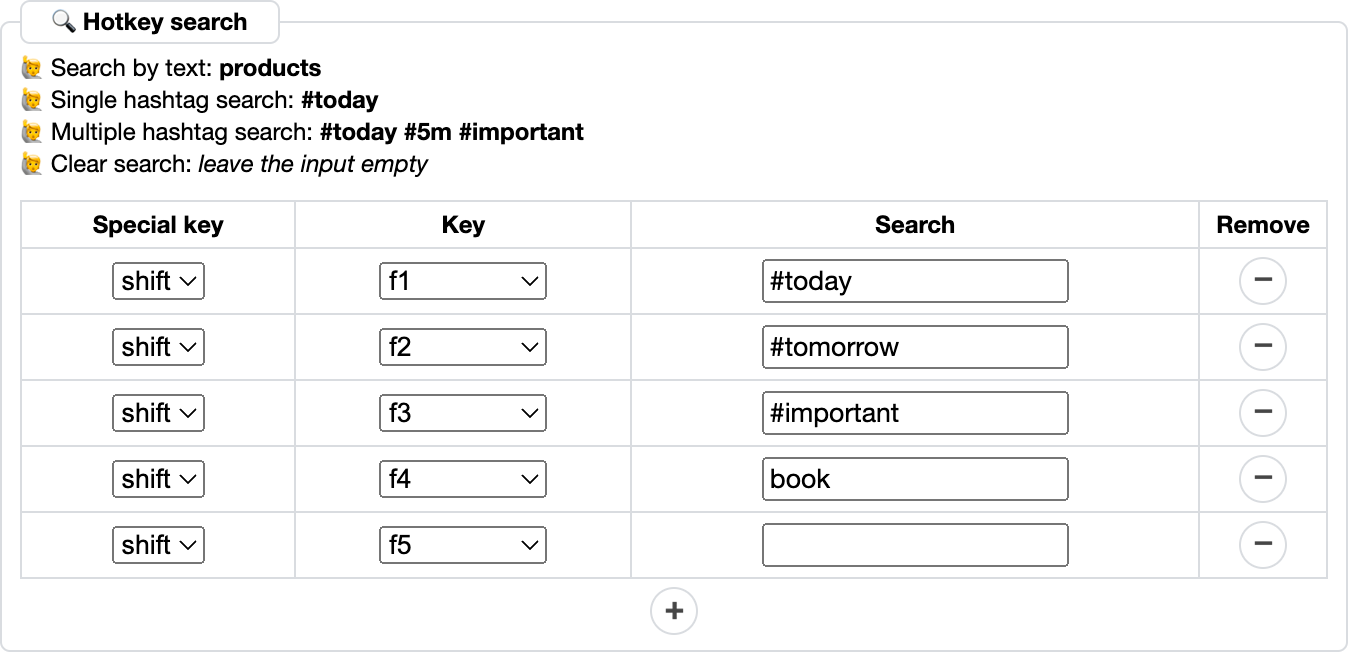 🔍 Hotkey search
🙋 Search by text: products
🙋 Single hashtag search: #today
🙋 Multiple hashtag search: #today #5m #important
🙋 Clear search: leave the input empty
Special key Key Search Remove
shift f1 #today −
shift f2 #tomorrow −
shift f3 #important −
shift f4 book −
shift f5 −
+